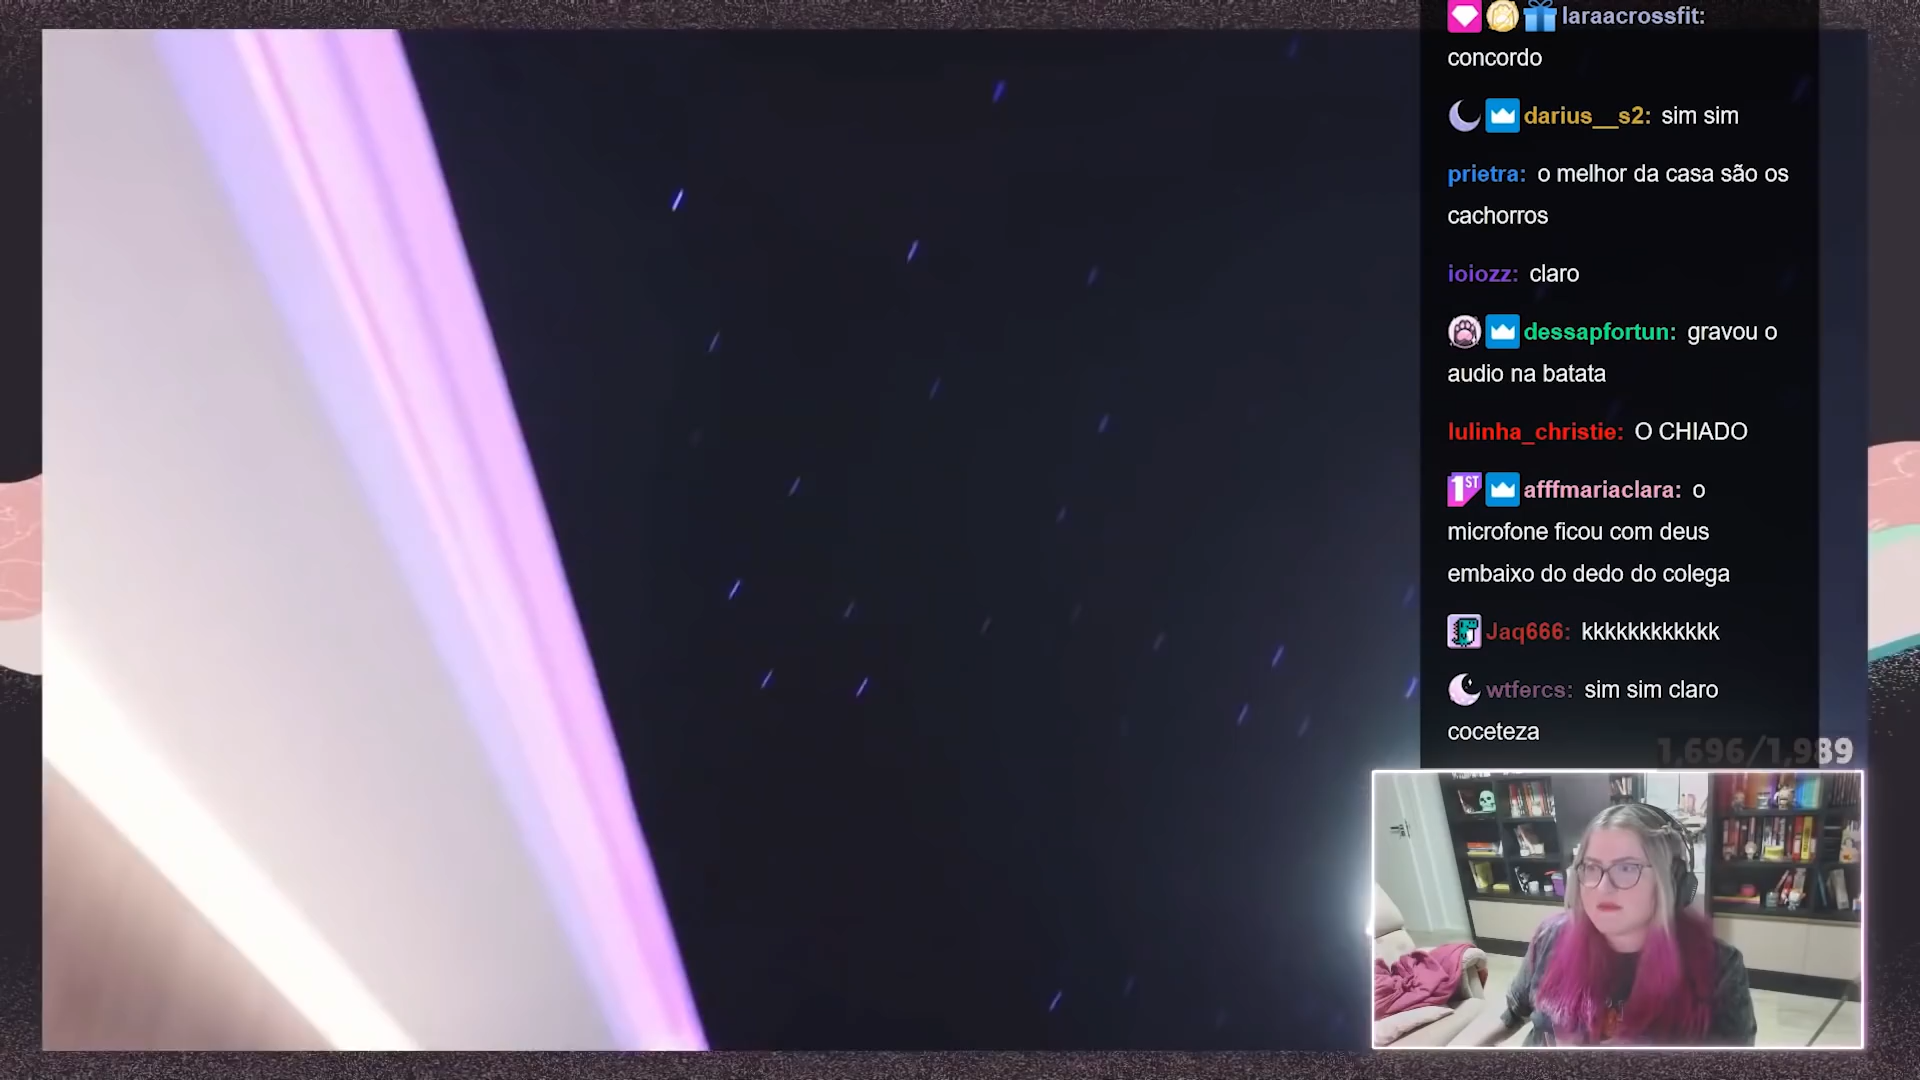 laraacrossfit:
concordo
darius__s2: sim sim
prietra: o melhor da casa são os
cachorros
ioiozz: claro
dessapfortun: gravou o
audio na batata
lulinha_christie: O CHIADO
1ST afffmariaclara: o
microfone ficou com deus
embaixo do dedo do colega
Jaq666: kkkkkkkkkkkk
wtfercs: sim sim claro
coceteza
1,696/1,989